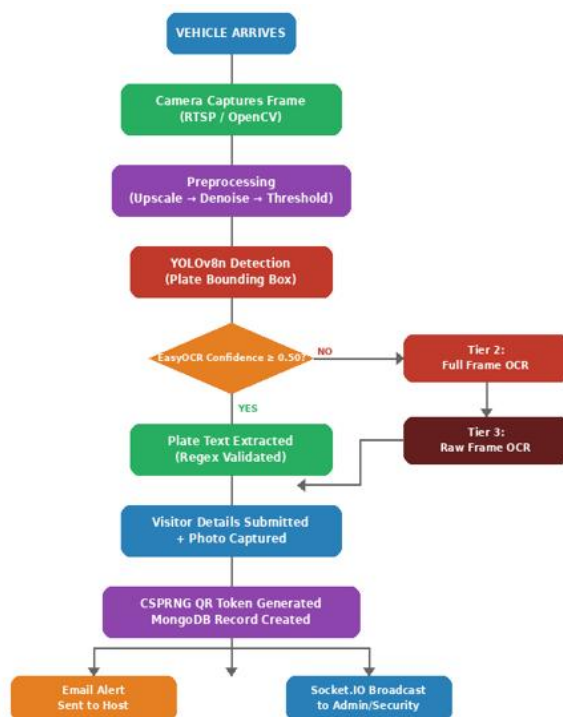 VEHICLE ARRIVES
Camera Captures Frame
(RTSP / OpenCV)
Preprocessing
(Upscale → Denoise → Threshold)
YOLOv8n Detection
(Plate Bounding Box)
EasyOCR Confidence ≥ 0.50?
NO
Tier 2:
Full Frame OCR
YES
Tier 3:
Raw Frame OCR
Plate Text Extracted
(Regex Validated)
Visitor Details Submitted
+ Photo Captured
CSPRNG QR Token Generated
MongoDB Record Created
Email Alert
Sent to Host
Socket.IO Broadcast
to Admin/Security